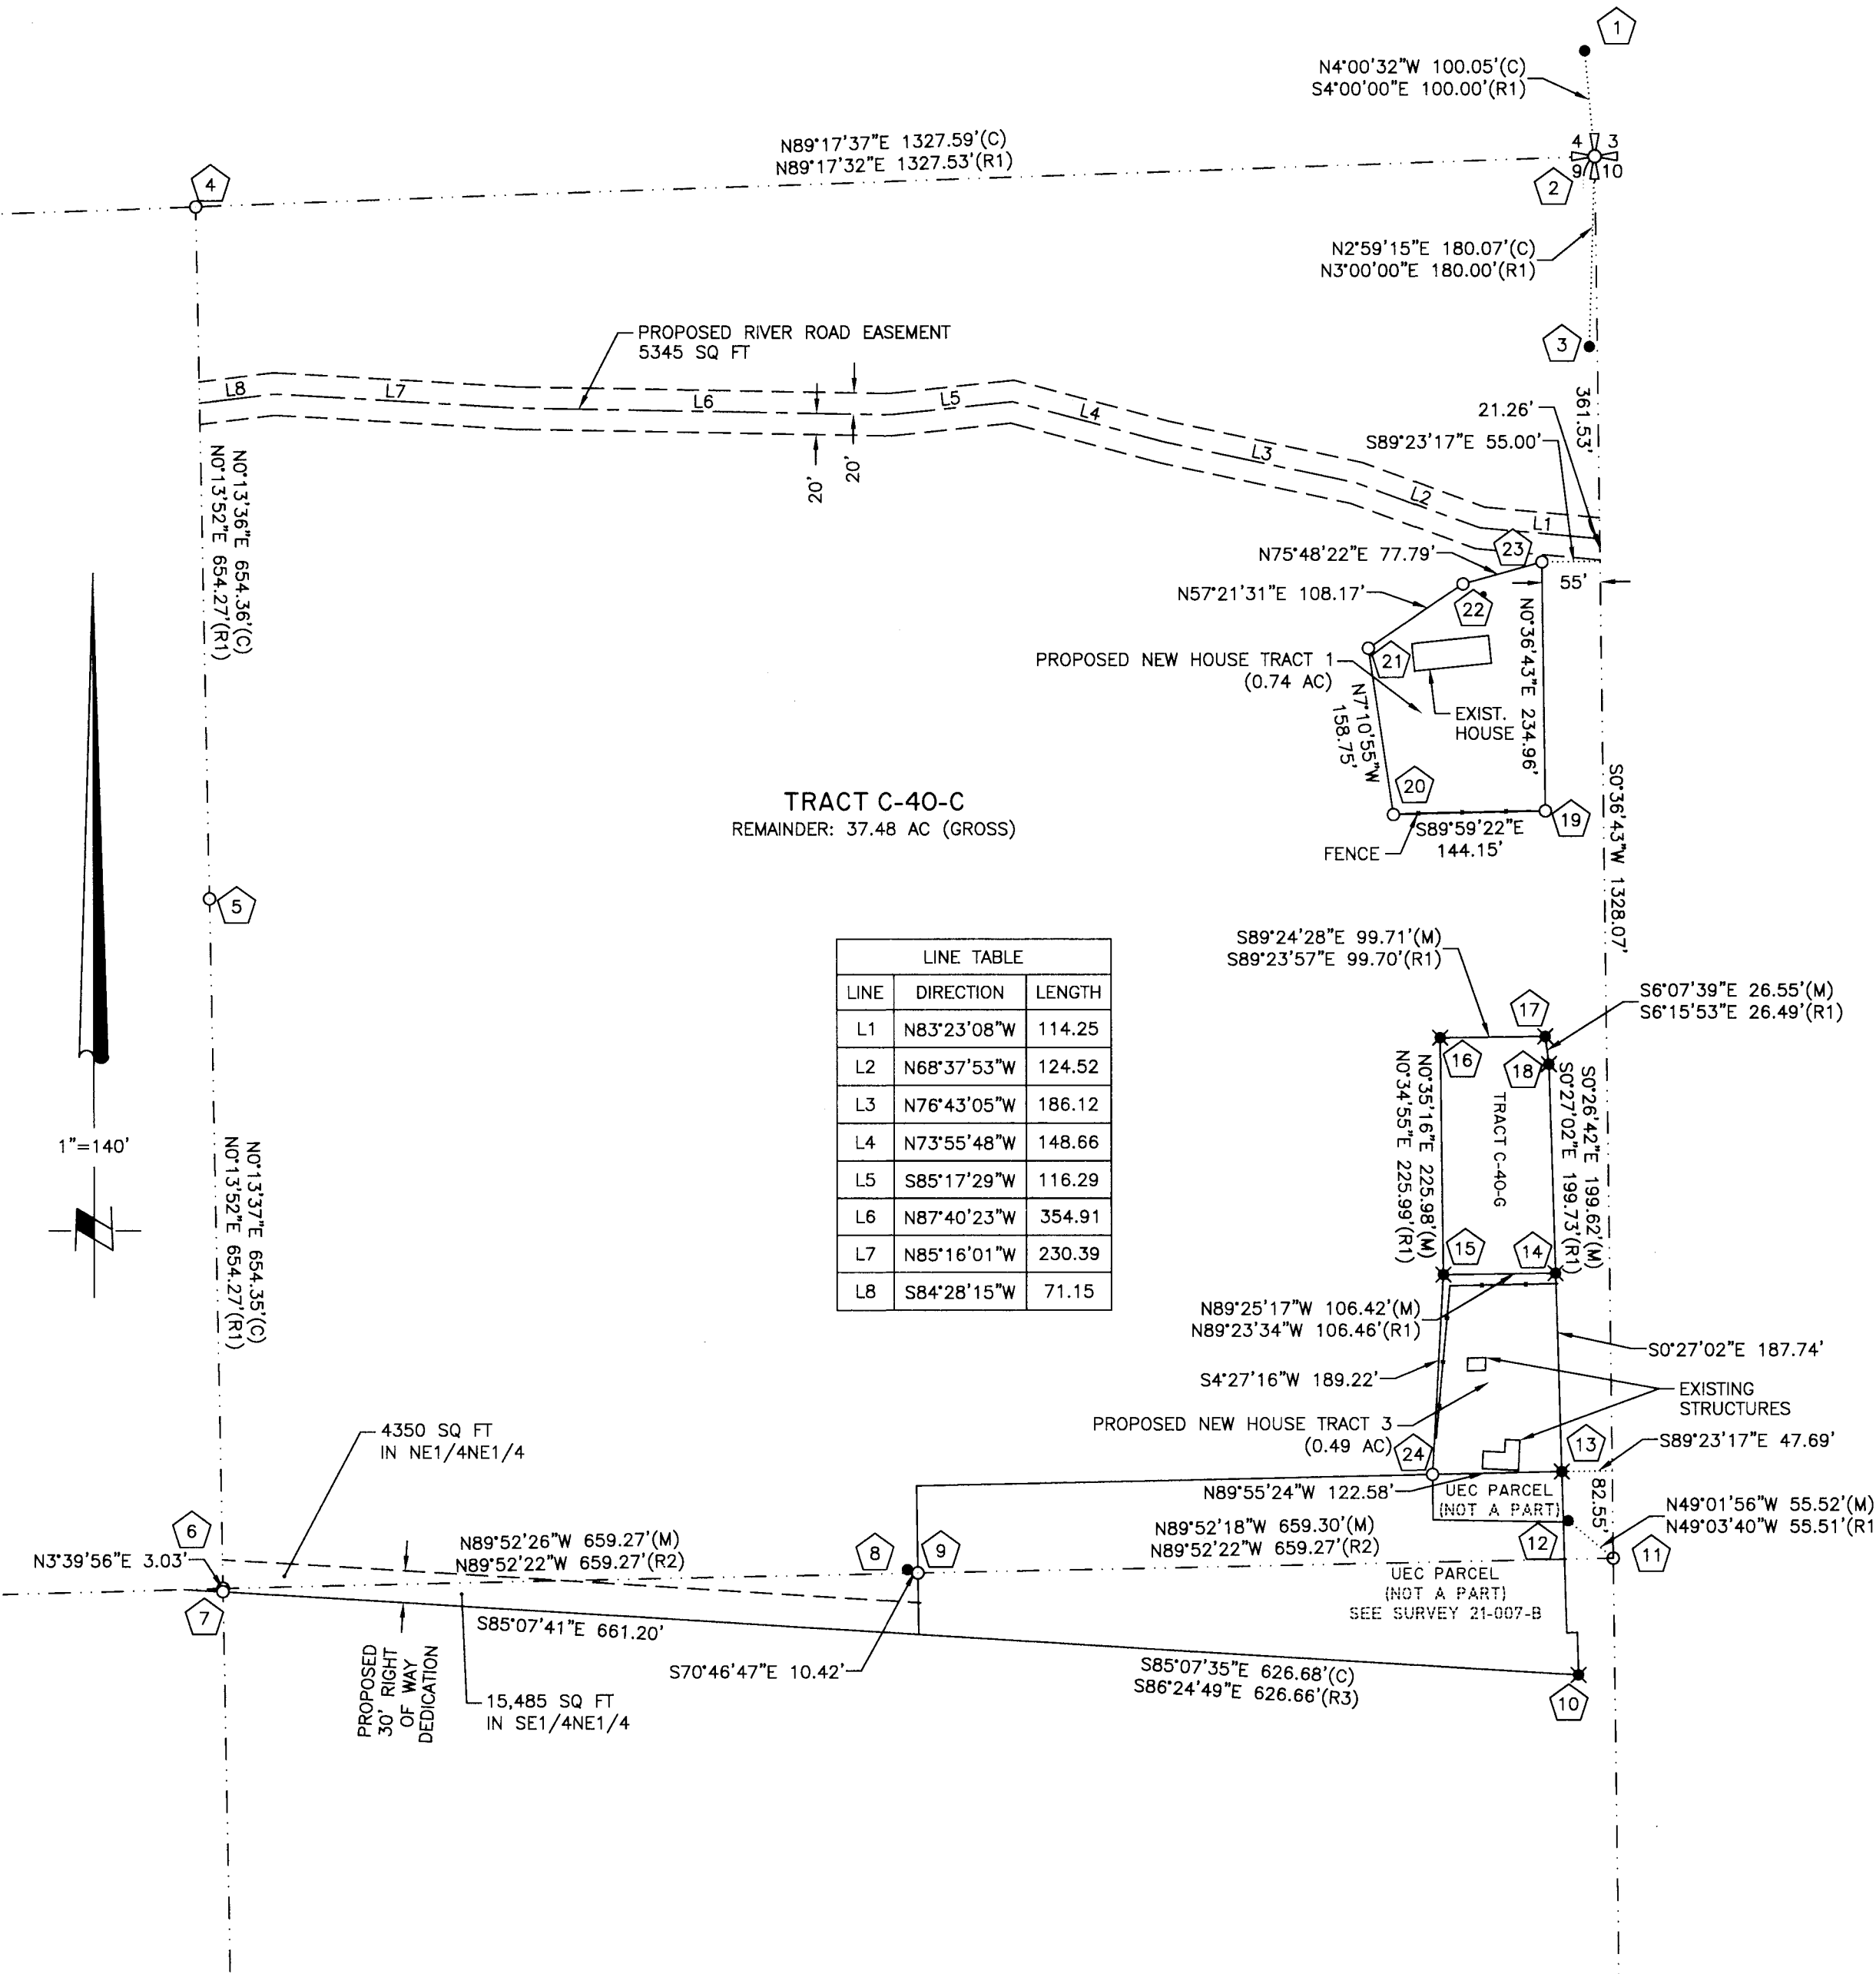 1
N4°00'32"W 100.05'(C)
S4°00'00"E 100.00'(R1)
N89°17'37"E 1327.59'(C)
N89°17'32"E 1327.53'(R1)
4 3
9 10
2
4
N2°59'15"E 180.07'(C)
N3°00'00"E 180.00'(R1)
3
PROPOSED RIVER ROAD EASEMENT
5345 SQ FT
L8
L7
L6
L5
L4
L3
L2
L1
20'
20'
361.53'
21.26'
S89°23'17"E 55.00'
N0°13'36"E 654.36'(C)
N0°13'52"E 654.27'(R1)
23
N75°48'22"E 77.79'
55'
N57°21'31"E 108.17'
22
N0°36'43"E 234.96'
21
PROPOSED NEW HOUSE TRACT 1
(0.74 AC)
N7°10'55"W
158.75'
EXIST.
HOUSE
20
19
S89°59'22"E
144.15'
FENCE
S0°36'43"W 1328.07'
TRACT C-40-C
REMAINDER: 37.48 AC (GROSS)
5
LINE TABLE
LINE DIRECTION LENGTH
L1 N83°23'08"W 114.25
L2 N68°37'53"W 124.52
L3 N76°43'05"W 186.12
L4 N73°55'48"W 148.66
L5 S85°17'29"W 116.29
L6 N87°40'23"W 354.91
L7 N85°16'01"W 230.39
L8 S84°28'15"W 71.15
S89°24'28"E 99.71'(M)
S89°23'57"E 99.70'(R1)
S6°07'39"E 26.55'(M)
S6°15'53"E 26.49'(R1)
17
16
18
N0°35'16"E 225.98'(M)
N0°34'55"E 225.99'(R1)
TRACT C-40-G
S0°26'42"E 199.62'(M)
S0°27'02"E 199.73'(R1)
1"=140'
N0°13'37"E 654.35'(C)
N0°13'52"E 654.27'(R1)
15
14
N89°25'17"W 106.42'(M)
N89°23'34"W 106.46'(R1)
S0°27'02"E 187.74'
S4°27'16"W 189.22'
EXISTING
STRUCTURES
PROPOSED NEW HOUSE TRACT 3
(0.49 AC)
24
13
S89°23'17"E 47.69'
4350 SQ FT
IN NE1/4NE1/4
N89°55'24"W 122.58'
UEC PARCEL
(NOT A PART)
82.55'
N49°01'56"W 55.52'(M)
N49°03'40"W 55.51'(R1
6
N3°39'56"E 3.03'
N89°52'26"W 659.27'(M)
N89°52'22"W 659.27'(R2)
8
9
N89°52'18"W 659.30'(M)
N89°52'22"W 659.27'(R2)
12
11
UEC PARCEL
(NOT A PART)
SEE SURVEY 21-007-B
7
S85°07'41"E 661.20'
PROPOSED
30' RIGHT
OF WAY
DEDICATION
15,485 SQ FT
IN SE1/4NE1/4
S70°46'47"E 10.42'
S85°07'35"E 626.68'(C)
S86°24'49"E 626.66'(R3)
10